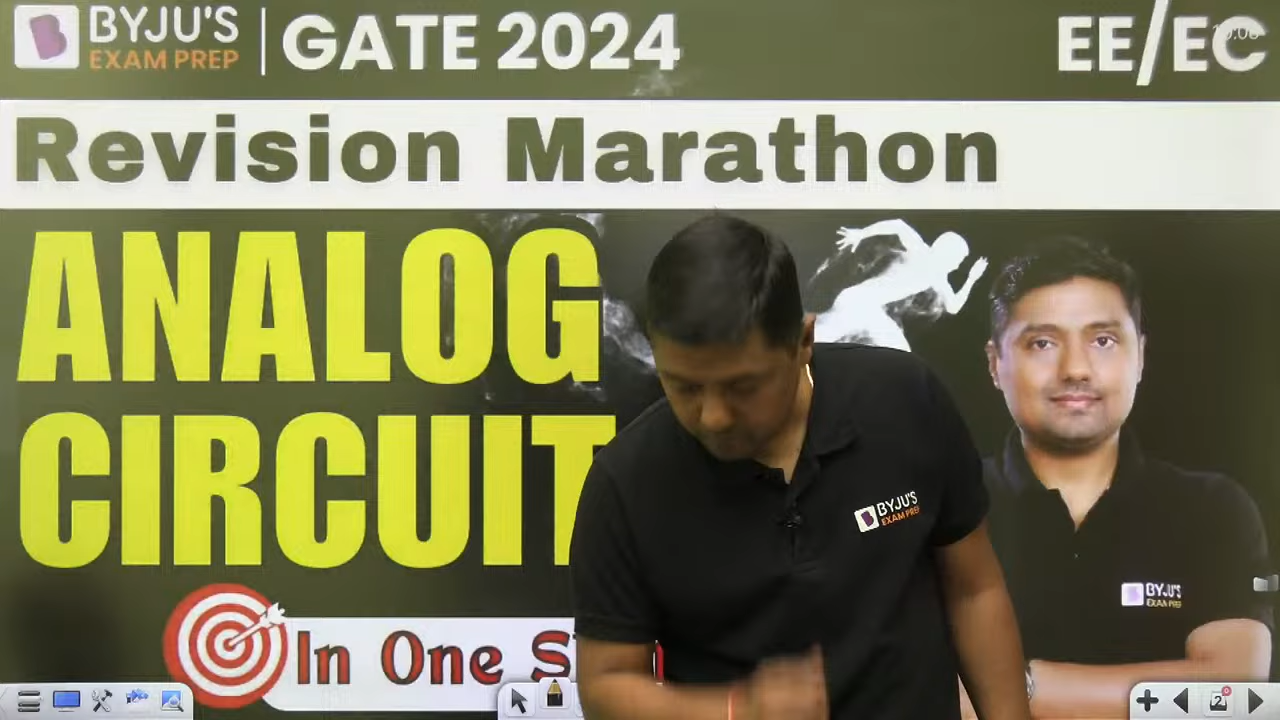 BYJU'S
EXAM PREP
GATE 2024
EE/EC
Revision Marathon
ANALOG
CIRCUIT
In One
BYJU'S
EXAM PREP
BYJU'S
EXAM PREP
2